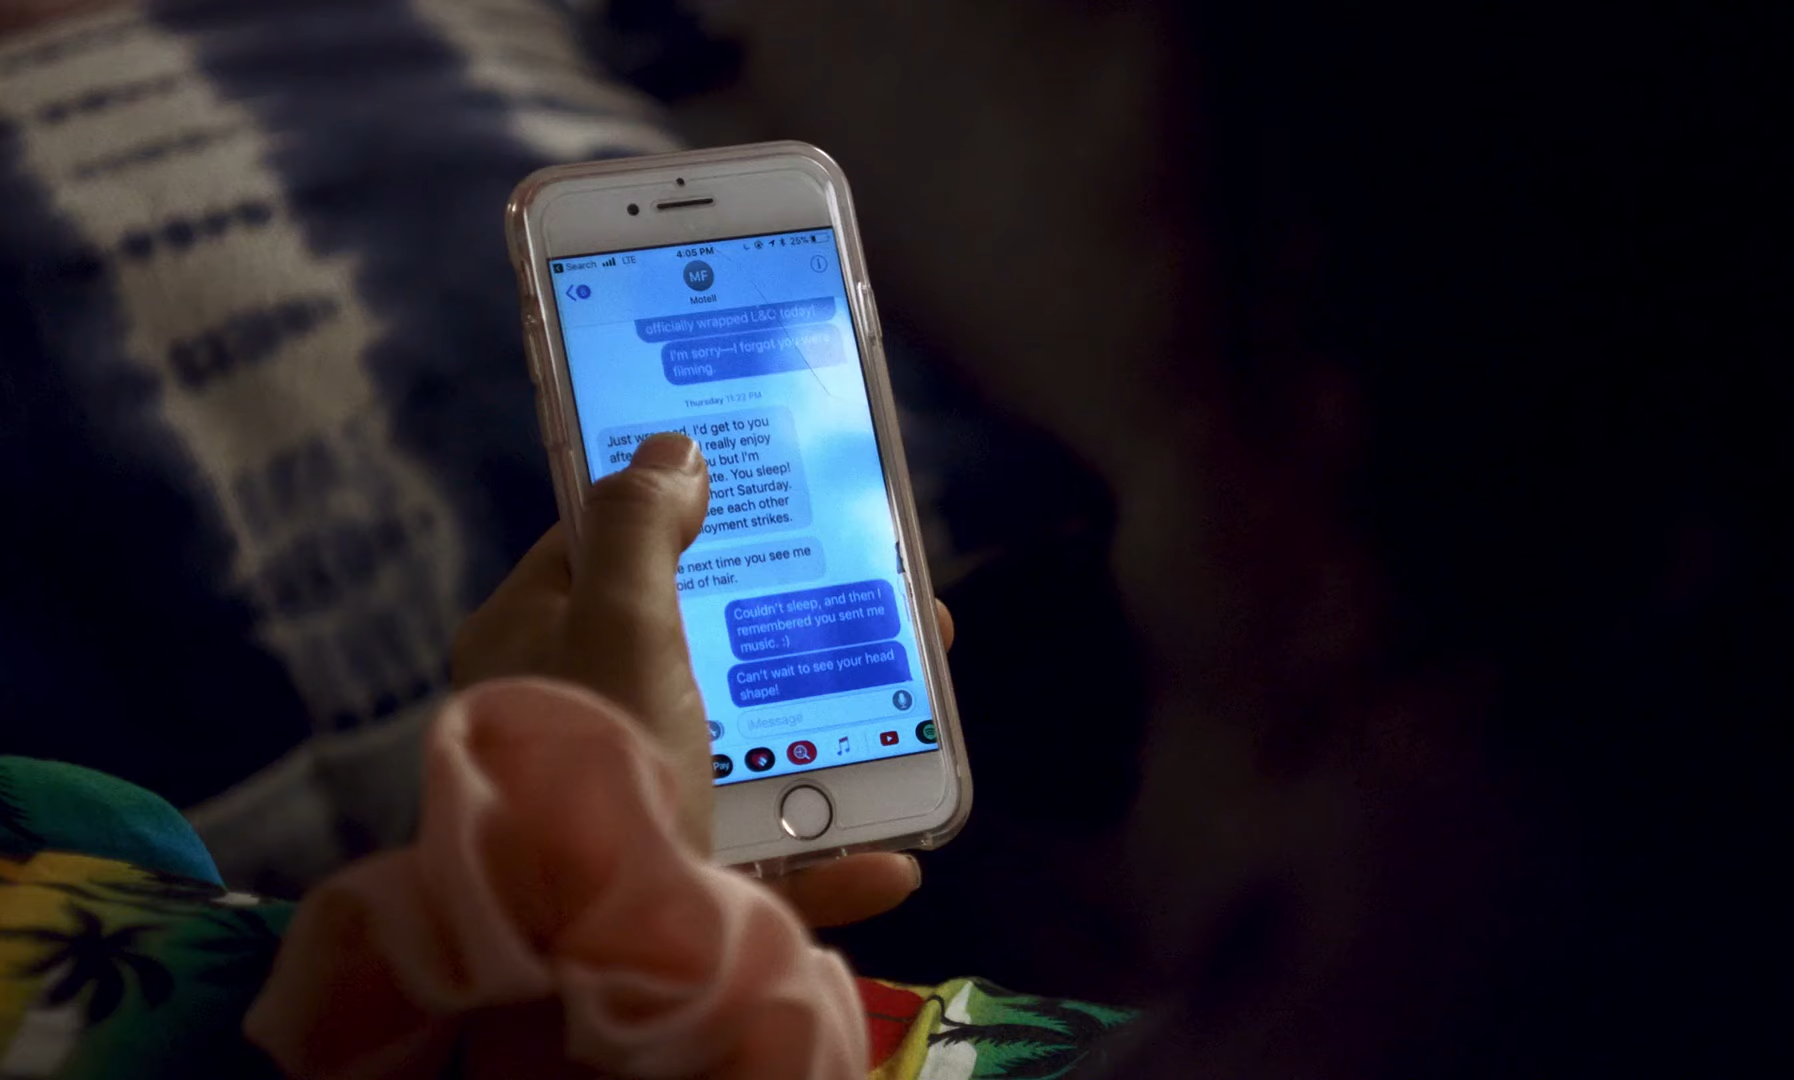 Search LTE 4:05 PM 25%
6
MF
Motell
officially wrapped L&C today!
I'm sorry—I forgot you were
filming.
Thursday 11:22 PM
Just I'd get to you
really enjoy
but I'm
You sleep!
Saturday.
see each other
strikes.
next time you see me
of hair.
Couldn't sleep, and then I
remembered you sent me
music. :)
Can't wait to see your head
shape!
iMessage
Pay